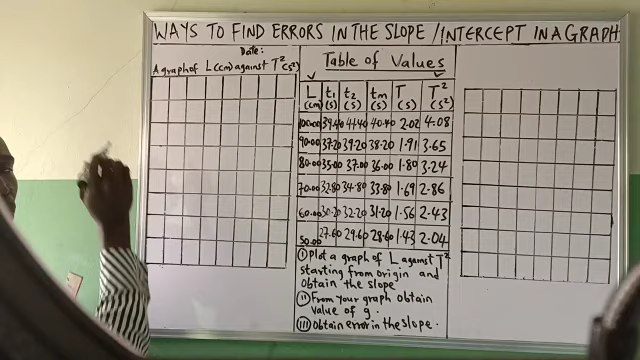 WAYS TO FIND ERRORS IN THE SLOPE / INTERCEPT IN A GRAPH
Date:
A graph of L(cm) against T²(s²)
Table of Values
L (cm) t₁ (s) t₂ (s) tm (s) T (s) T² (s²)
100.00 39.40 41.40 40.40 2.02 4.08
90.00 37.20 39.20 38.20 1.91 3.65
80.00 35.00 37.00 36.00 1.80 3.24
70.00 32.80 34.80 33.80 1.69 2.86
60.00 30.20 32.20 31.20 1.56 2.43
50.00 27.60 29.60 28.60 1.43 2.04
(i) Plot a graph of L against T²
starting from origin and
obtain the slope
(ii) From your graph obtain
value of g.
(iii) Obtain error in the slope.